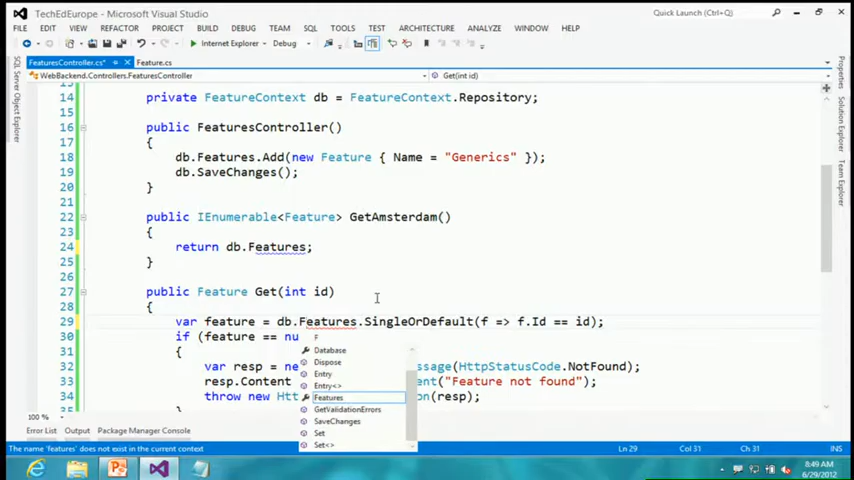 TechEdEurope - Microsoft Visual Studio
Quick Launch (Ctrl+Q)
FILE EDIT VIEW REFACTOR PROJECT BUILD DEBUG TEAM SQL TOOLS TEST ARCHITECTURE ANALYZE WINDOW HELP
Internet Explorer Debug
FeaturesController.cs* Feature.cs
WebBackend.Controllers.FeaturesController Get(int id)
SQL Server Object Explorer
Properties
Solution Explorer
Team Explorer
13
14 private FeatureContext db = FeatureContext.Repository;
15
16 public FeaturesController()
17 {
18 db.Features.Add(new Feature { Name = "Generics" });
19 db.SaveChanges();
20 }
21
22 public IEnumerable<Feature> GetAmsterdam()
23 {
24 return db.Features;
25 }
26
27 public Feature Get(int id)
28 {
29 var feature = db.Features.SingleOrDefault(f => f.Id == id);
30 if (feature == nu
F
31 {
Database
32 var resp = ne
Dispose
ssage(HttpStatusCode.NotFound);
Entry
33 resp.Content
Entry<>
ent("Feature not found");
34 throw new Htt
Features
on(resp);
35 }
GetValidationErrors
SaveChanges
Set
Set<>
100 %
Error List Output Package Manager Console
The name 'Features' does not exist in the current context
Ln 29 Col 31 Ch 31 INS
8:49 AM
6/29/2012